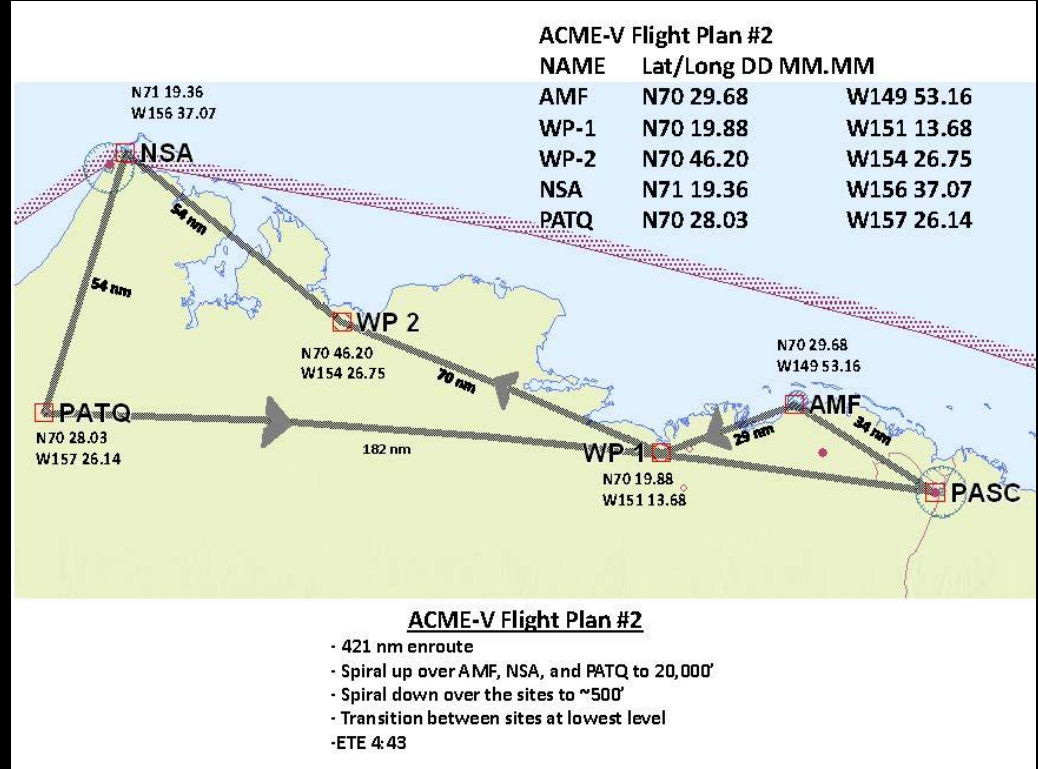 ACME-V Flight Plan #2
NAME Lat/Long DD MM.MM
AMF N70 29.68 W149 53.16
WP-1 N70 19.88 W151 13.68
WP-2 N70 46.20 W154 26.75
NSA N71 19.36 W156 37.07
PATQ N70 28.03 W157 26.14
N71 19.36
W156 37.07
NSA
54 nm
54 nm
WP 2
N70 46.20
W154 26.75
70 nm
N70 29.68
W149 53.16
AMF
34 nm
29 nm
PATQ
N70 28.03
W157 26.14
182 nm
WP 1
N70 19.88
W151 13.68
PASC
ACME-V Flight Plan #2
- 421 nm enroute
- Spiral up over AMF, NSA, and PATQ to 20,000’
- Spiral down over the sites to ~500’
- Transition between sites at lowest level
-ETE 4:43